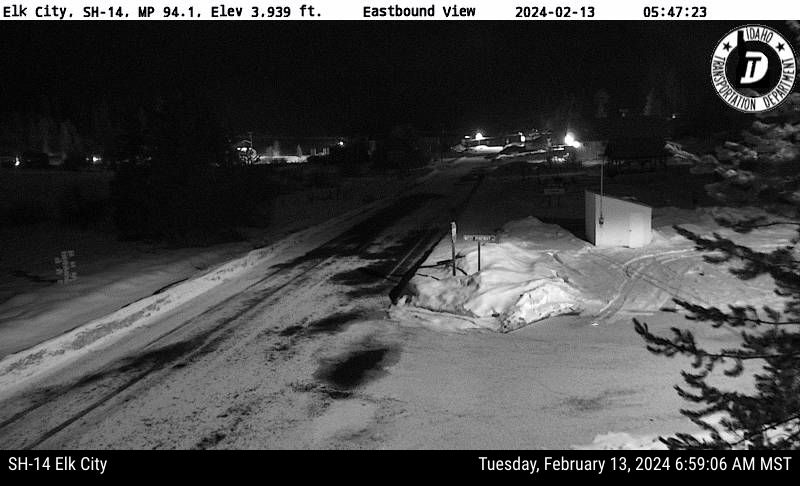 Elk City, SH-14, MP 94.1, Elev 3,939 ft. Eastbound View 2024-02-13 05:47:23
IDAHO
TRANSPORTATION DEPARTMENT
SH-14 Elk City Tuesday, February 13, 2024 6:59:06 AM MST